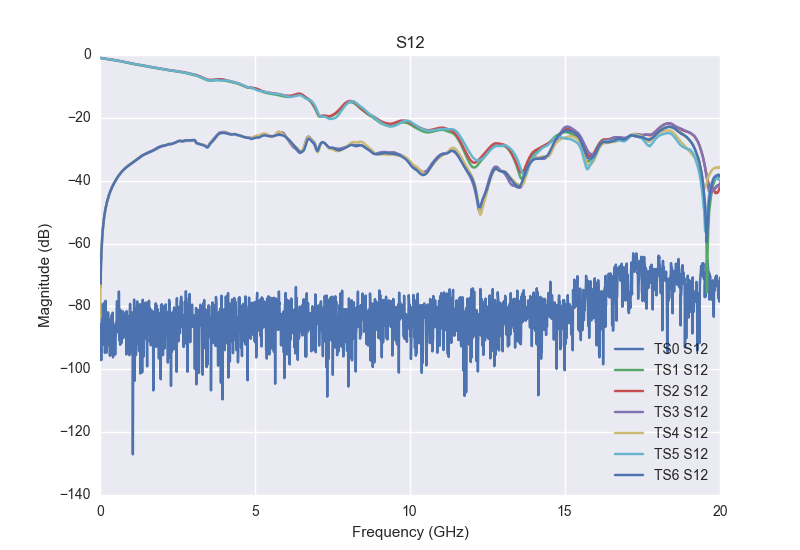 S12
0
−20
−40
−60
−80
−100
−120
−140
Magnitude (dB)
TS0 S12
TS1 S12
TS2 S12
TS3 S12
TS4 S12
TS5 S12
TS6 S12
0 5 10 15 20
Frequency (GHz)